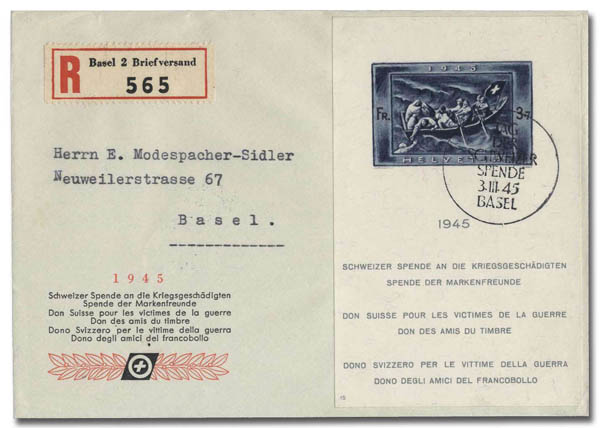 R
Basel 2 Briefversand
565
Herrn E. Modespacher-Sidler
Neuweilerstrasse 67
Basel.
1945
Schweizer Spende an die Kriegsgeschädigten
Spende der Markenfreunde
Don Suisse pour les victimes de la guerre
Don des amis du timbre
Dono Svizzero per le vittime della guerra
Dono degli amici del francobollo
1945
Fr. 3+
HELVETIA
TAG
DER
SCHWEIZER
SPENDE
3.III.45
BASEL
1945
SCHWEIZER SPENDE AN DIE KRIEGSGESCHÄDIGTEN
SPENDE DER MARKENFREUNDE
DON SUISSE POUR LES VICTIMES DE LA GUERRE
DON DES AMIS DU TIMBRE
DONO SVIZZERO PER LE VITTIME DELLA GUERRA
DONO DEGLI AMICI DEL FRANCOBOLLO